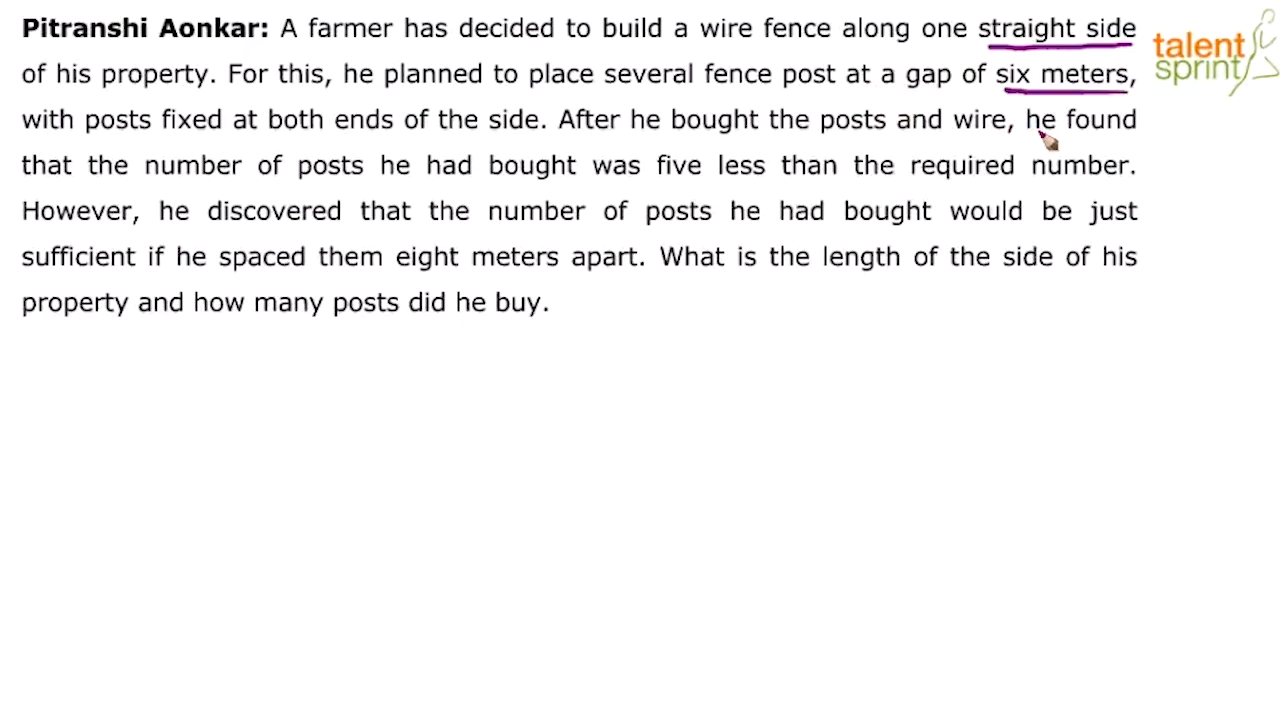 Pitranshi Aonkar: A farmer has decided to build a wire fence along one straight side
of his property. For this, he planned to place several fence post at a gap of six meters,
with posts fixed at both ends of the side. After he bought the posts and wire, he found
that the number of posts he had bought was five less than the required number.
However, he discovered that the number of posts he had bought would be just
sufficient if he spaced them eight meters apart. What is the length of the side of his
property and how many posts did he buy.
talent
sprint